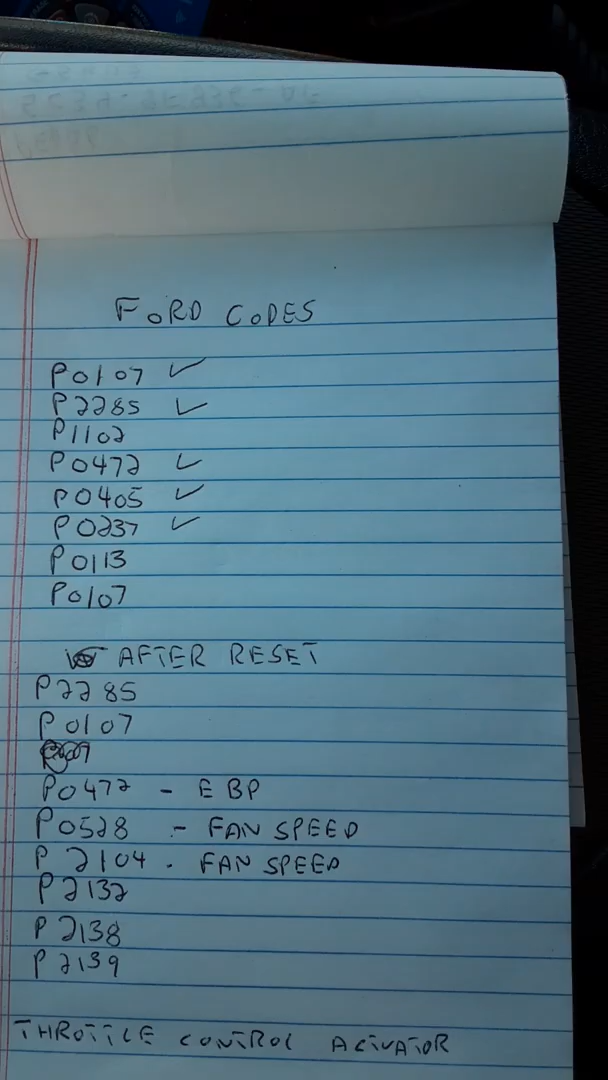 FORD CODES
P0107 ✓
P2285 ✓
P1102
P0472 ✓
P0405 ✓
P0237 ✓
P0113
P0107
AFTER RESET
P2285
P0107
P0472 - EBP
P0528 - FAN SPEED
P2104 - FAN SPEED
P2132
P2138
P2139
THROTTLE CONTROL ACTIVATOR